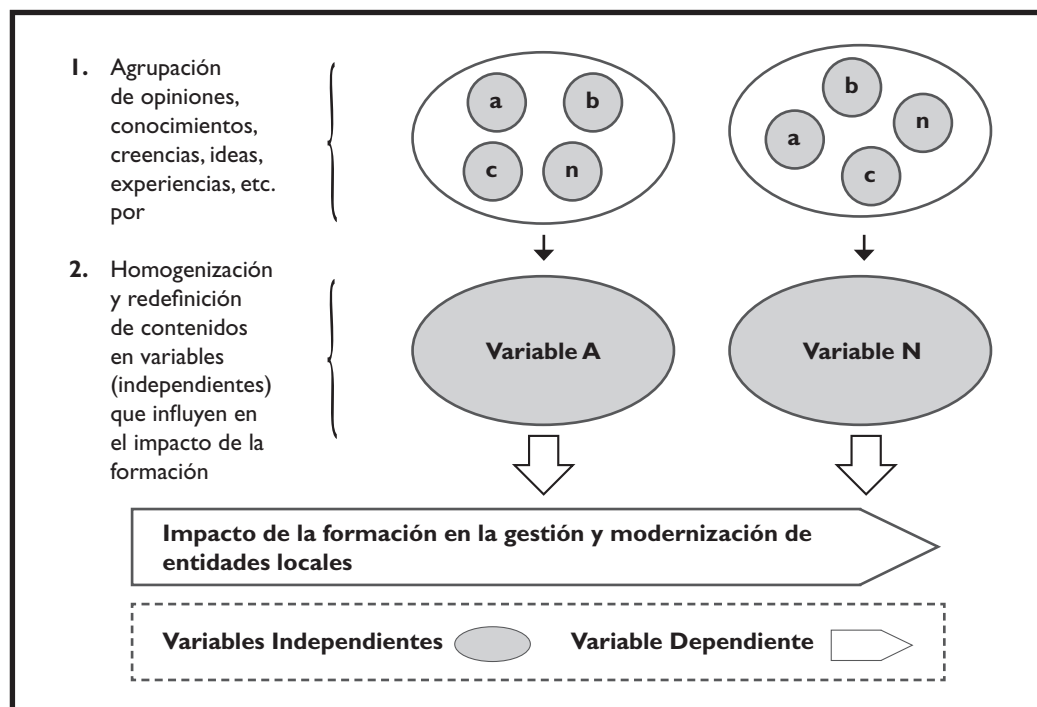 1. Agrupación
de opiniones,
conocimientos,
creencias, ideas,
experiencias, etc.
por
a
b
c
n
b
n
a
c
2. Homogenización
y redefinición
de contenidos
en variables
(independientes)
que influyen en
el impacto de la
formación
Variable A
Variable N
Impacto de la formación en la gestión y modernización de
entidades locales
Variables Independientes
Variable Dependiente